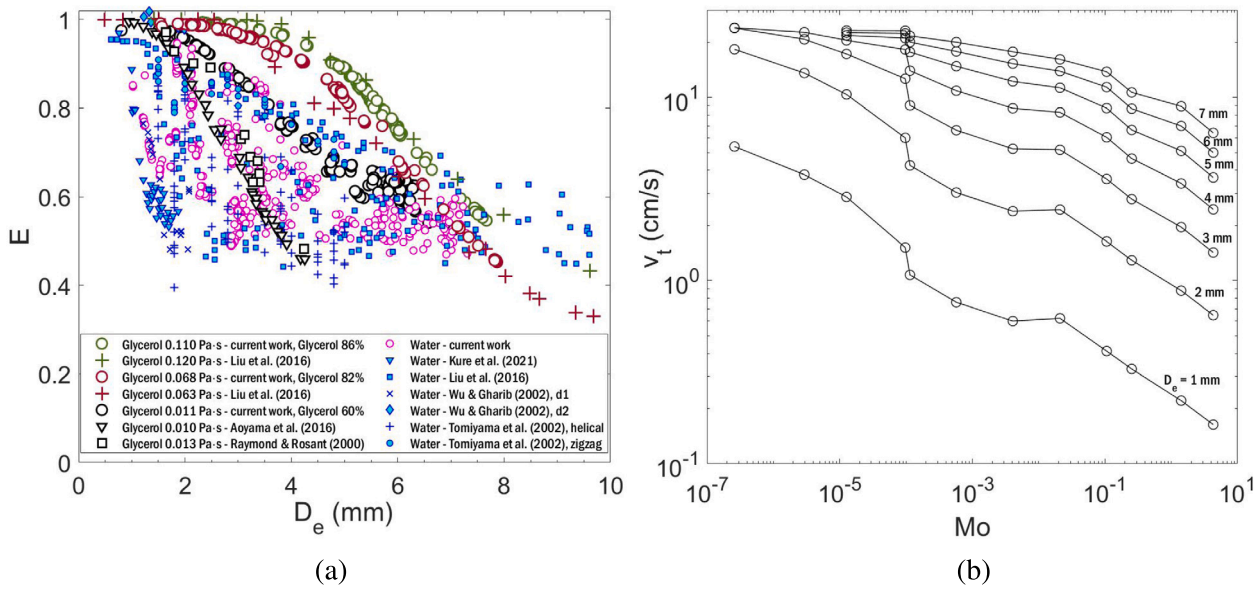 1
0.8
0.6
0.4
0.2
0
E
Glycerol 0.110 Pa·s - current work, Glycerol 86%
Glycerol 0.120 Pa·s - Liu et al. (2016)
Glycerol 0.068 Pa·s - current work, Glycerol 82%
Glycerol 0.063 Pa·s - Liu et al. (2016)
Glycerol 0.011 Pa·s - current work, Glycerol 60%
Glycerol 0.010 Pa·s - Aoyama et al. (2016)
Glycerol 0.013 Pa·s - Raymond & Rosant (2000)
Water - current work
Water - Kure et al. (2021)
Water - Liu et al. (2016)
Water - Wu & Gharib (2002), d1
Water - Wu & Gharib (2002), d2
Water - Tomiyama et al. (2002), helical
Water - Tomiyama et al. (2002), zigzag
0 2 4 6 8 10
D_e (mm)
(a)
10^1
10^0
10^-1
v_t (cm/s)
7 mm
6 mm
5 mm
4 mm
3 mm
2 mm
D_e = 1 mm
10^-7 10^-5 10^-3 10^-1 10^1
Mo
(b)